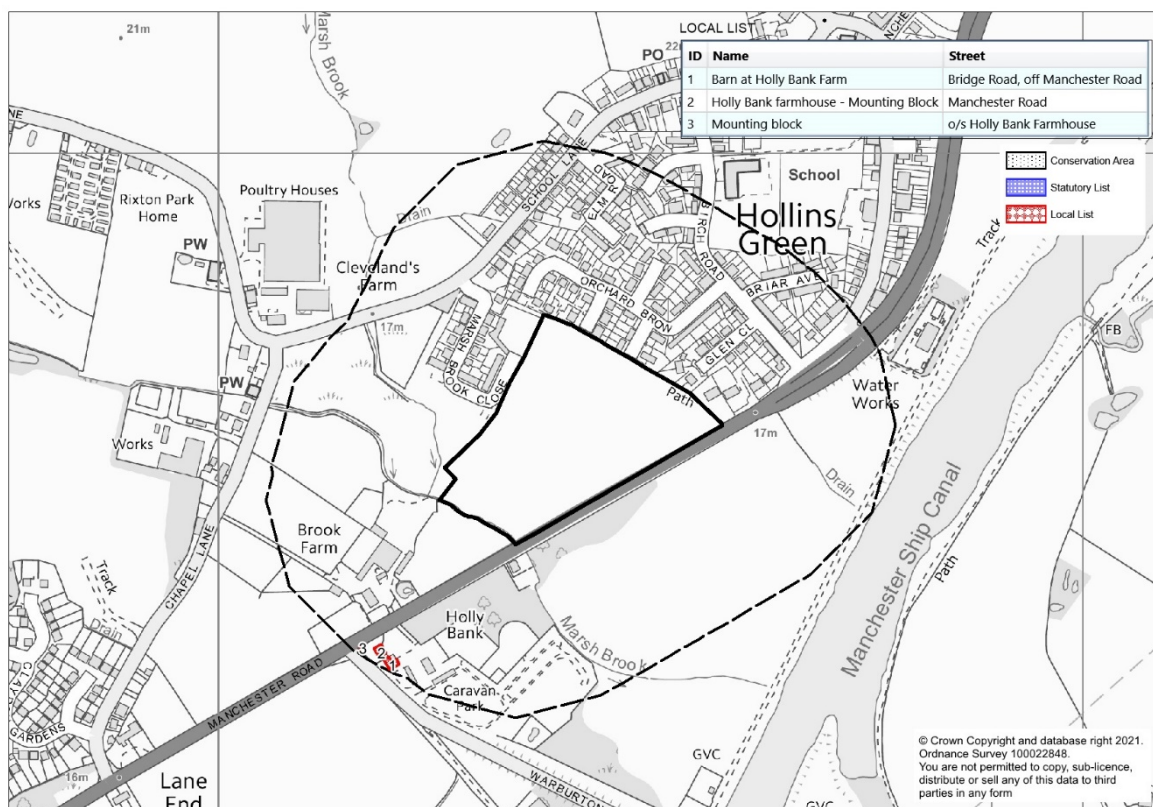 LOCAL LIST
ID Name Street
1 Barn at Holly Bank Farm Bridge Road, off Manchester Road
2 Holly Bank farmhouse - Mounting Block Manchester Road
3 Mounting block o/s Holly Bank Farmhouse
Conservation Area
Statutory List
Local List
21m
Marsh Brook
PO
Rixton Park
Home
Poultry Houses
PW
Drain
Cleveland's
Farm
17m
SCHOOL LANE
ELM ROAD
BIRCH ROAD
School
Hollins
Green
BRIAR AVE
ORCHARD
BROW
GLEN CL
MARSH BROOK CLOSE
Path
17m
Water
Works
Track
FB
PW
Works
Drain
Manchester Ship Canal
Path
Brook
Farm
CHAPEL LANE
Track
Drain
GARDENS
Holly
Bank
Marsh Brook
3
2
1
Caravan
Park
MANCHESTER ROAD
WARBURTON
GVC
GVC
16m
Lane
End
© Crown Copyright and database right 2021.
Ordnance Survey 100022848.
You are not permitted to copy, sub-licence,
distribute or sell any of this data to third
parties in any form